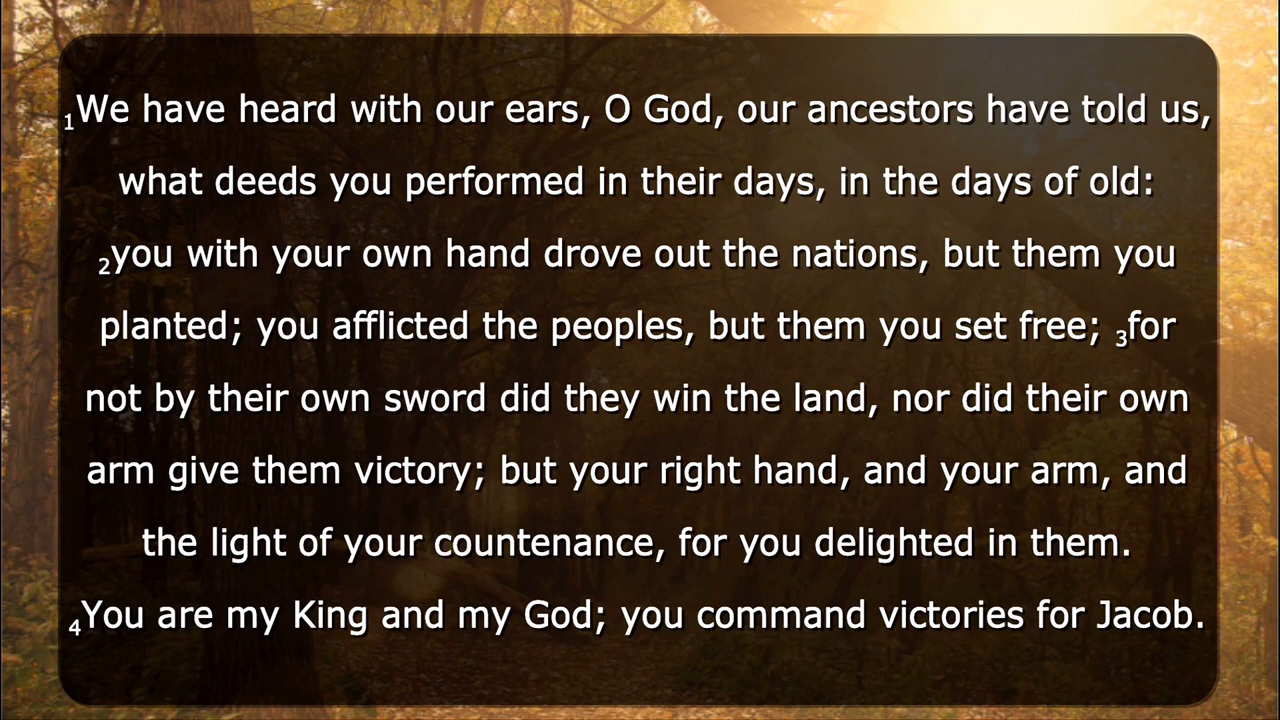 1We have heard with our ears, O God, our ancestors have told us,
what deeds you performed in their days, in the days of old:
2you with your own hand drove out the nations, but them you
planted; you afflicted the peoples, but them you set free; 3for
not by their own sword did they win the land, nor did their own
arm give them victory; but your right hand, and your arm, and
the light of your countenance, for you delighted in them.
4You are my King and my God; you command victories for Jacob.